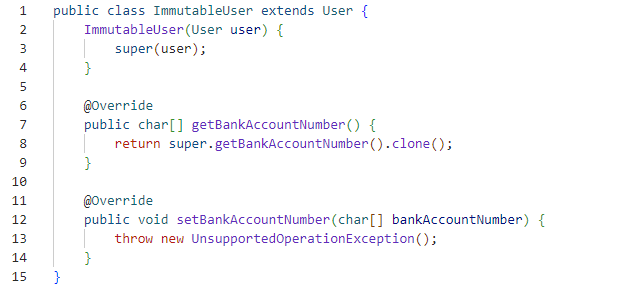 1 public class ImmutableUser extends User {
2     ImmutableUser(User user) {
3         super(user);
4     }
5
6     @Override
7     public char[] getBankAccountNumber() {
8         return super.getBankAccountNumber().clone();
9     }
10
11     @Override
12     public void setBankAccountNumber(char[] bankAccountNumber) {
13         throw new UnsupportedOperationException();
14     }
15 }